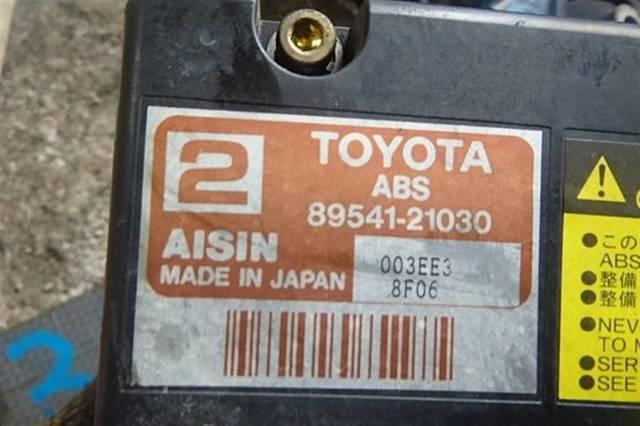 2
TOYOTA
ABS
89541-21030
AISIN
MADE IN JAPAN
003EE3
8F06
●この
ABS
●整備
●整備
●NEV
TO M
●SER
●SEE
2